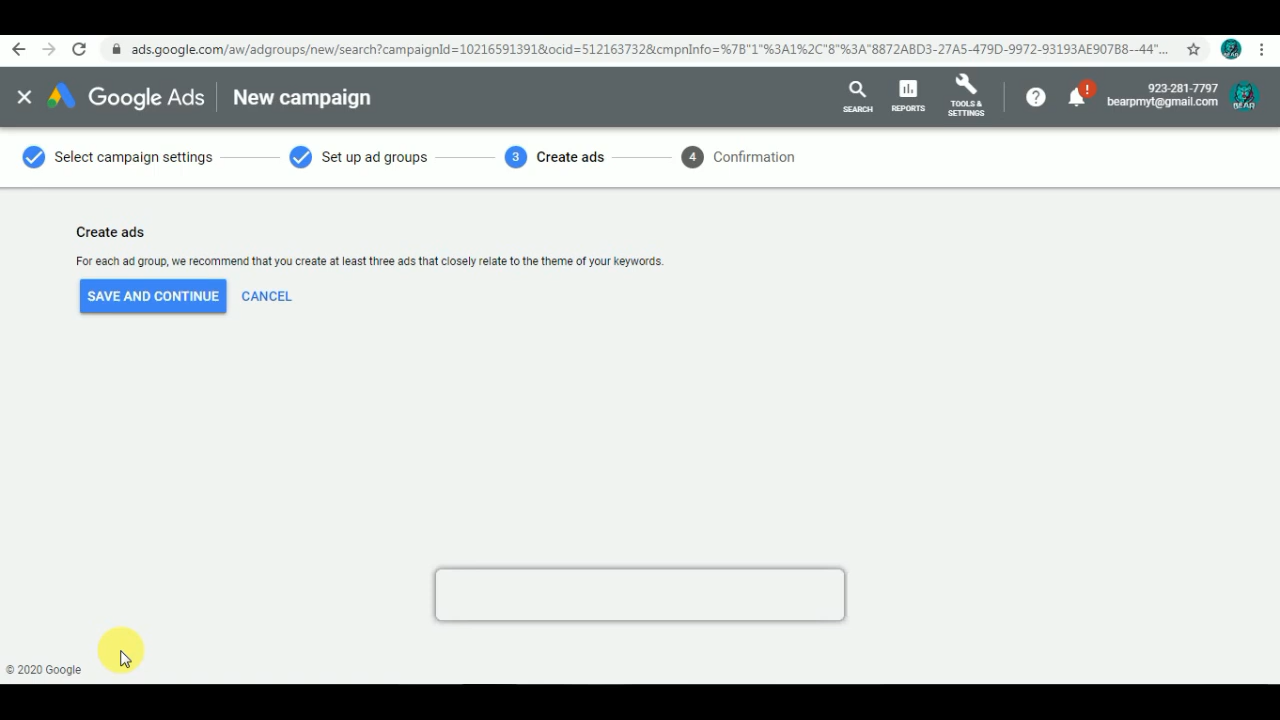 ads.google.com/aw/adgroups/new/search?campaignId=10216591391&ocid=512163732&cmpnInfo=%7B"1"%3A1%2C"8"%3A"8872ABD3-27A5-479D-9972-93193AE907B8--44"...
Google Ads
New campaign
SEARCH
REPORTS
TOOLS &
SETTINGS
?
!
923-281-7797
bearpmyt@gmail.com
BEAR
Select campaign settings
Set up ad groups
3 Create ads
4 Confirmation
Create ads
For each ad group, we recommend that you create at least three ads that closely relate to the theme of your keywords.
SAVE AND CONTINUE
CANCEL
© 2020 Google